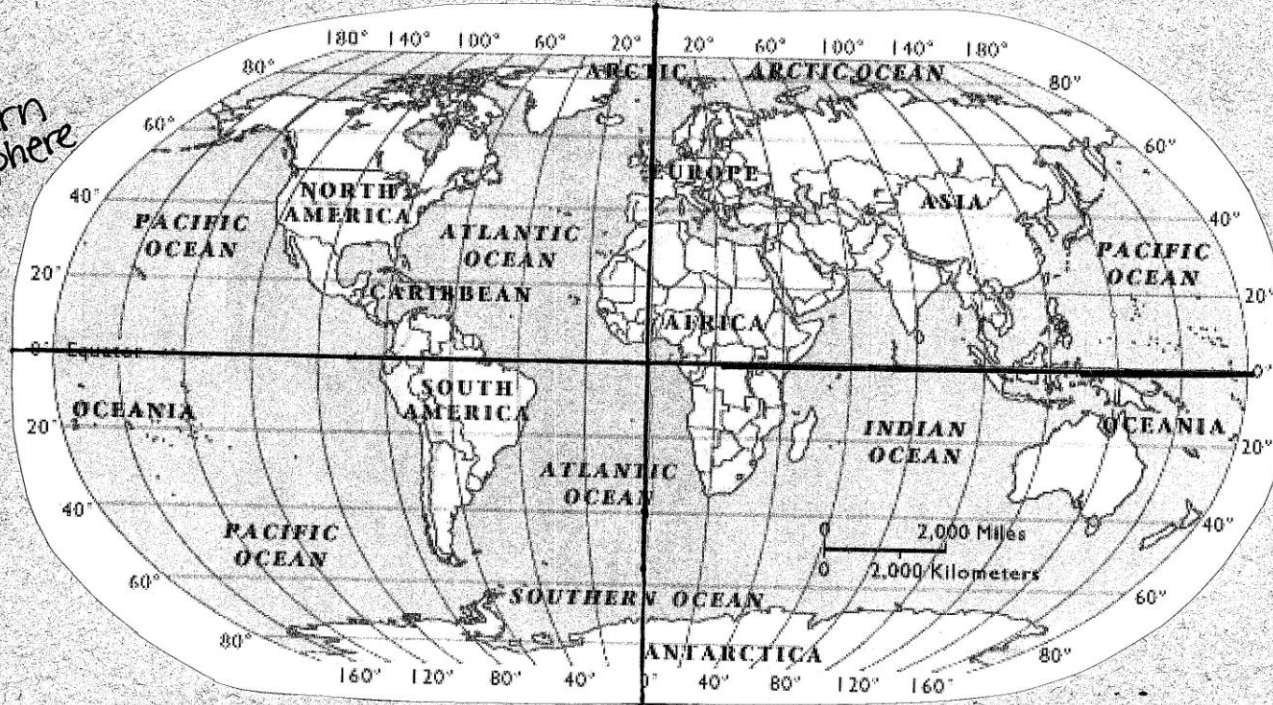 180° 140° 100° 60° 20° 20° 60° 100° 140° 180°
80° ARCTIC ARCTIC OCEAN 80°
60° 60°
EUROPE
NORTH AMERICA
ASIA
40° 40°
PACIFIC OCEAN
ATLANTIC OCEAN
PACIFIC OCEAN
20° 20°
CARIBBEAN
AFRICA
0° Equator 0°
SOUTH AMERICA
OCEANIA
OCEANIA
20° 20°
INDIAN OCEAN
ATLANTIC OCEAN
40° 40°
PACIFIC OCEAN
0 2,000 Miles
0 2,000 Kilometers
60° 60°
SOUTHERN OCEAN
80° 80°
ANTARCTICA
160° 120° 80° 40° 0° 40° 80° 120° 160°